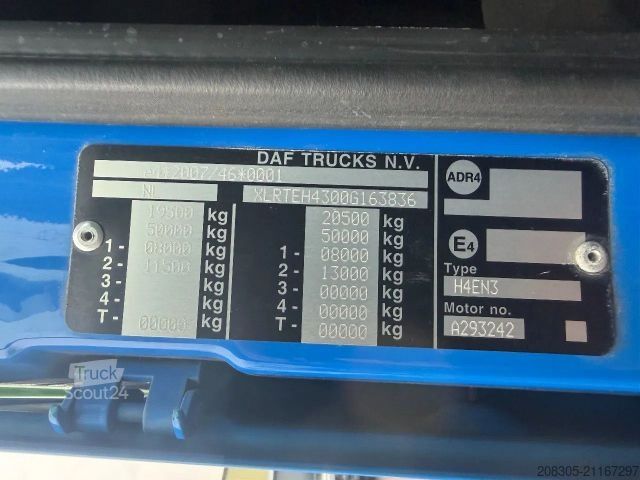 DAF TRUCKS N.V.
2007/46*0001
NL XLRTEH4300G163836
ADR4
19500 kg 20500 kg
50000 kg 50000 kg
1- 08000 kg 1- 08000 kg
2- 11500 kg 2- 13000 kg
3- kg 3- 00000 kg
4- kg 4- 00000 kg
T- 00000 kg T- 00000 kg
E4
Type
H4EN3
Motor no.
A293242
Truck
Scout24
208305-21167297